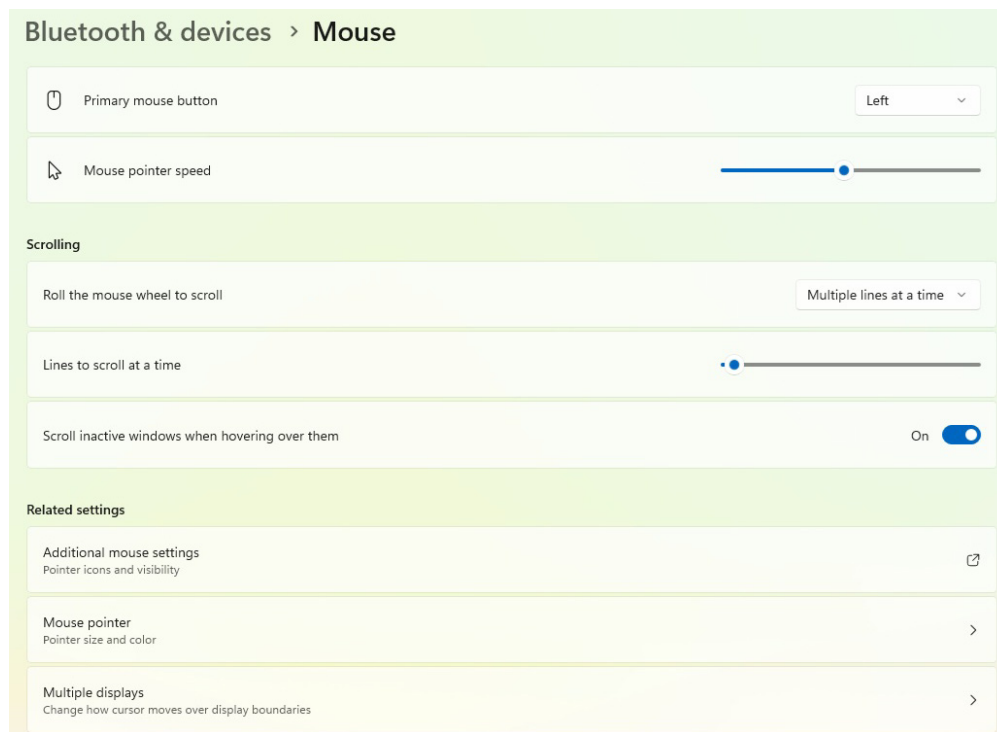 Bluetooth & devices > Mouse
Primary mouse button
Left
Mouse pointer speed
Scrolling
Roll the mouse wheel to scroll
Multiple lines at a time
Lines to scroll at a time
Scroll inactive windows when hovering over them
On
Related settings
Additional mouse settings
Pointer icons and visibility
Mouse pointer
Pointer size and color
Multiple displays
Change how cursor moves over display boundaries